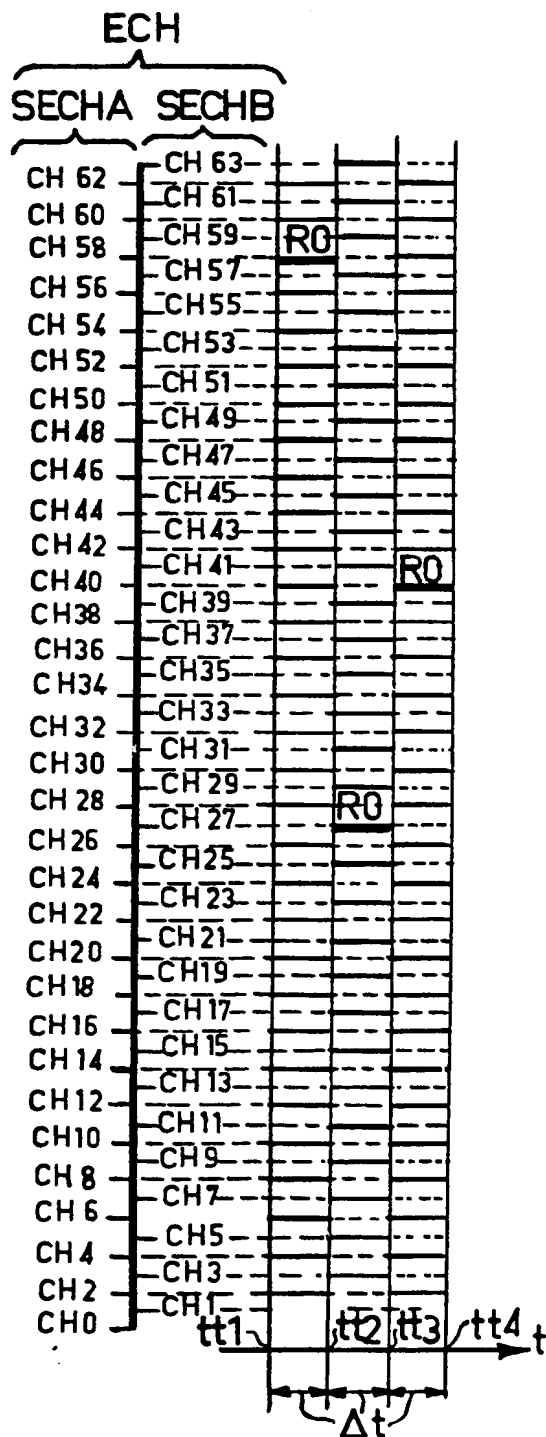 ECH
SECHA SECHB
CH 63
CH 62
CH 61
CH 60
CH 59 R0
CH 58
CH 57
CH 56
CH 55
CH 54
CH 53
CH 52
CH 51
CH 50
CH 49
CH 48
CH 47
CH 46
CH 45
CH 44
CH 43
CH 42
CH 41 R0
CH 40
CH 39
CH 38
CH 37
CH 36
CH 35
CH 34
CH 33
CH 32
CH 31
CH 30
CH 29
CH 28 R0
CH 27
CH 26
CH 25
CH 24
CH 23
CH 22
CH 21
CH 20
CH 19
CH 18
CH 17
CH 16
CH 15
CH 14
CH 13
CH 12
CH 11
CH 10
CH 9
CH 8
CH 7
CH 6
CH 5
CH 4
CH 3
CH 2
CH 1
CH0
tt1 tt2 tt3 tt4 t
Δt